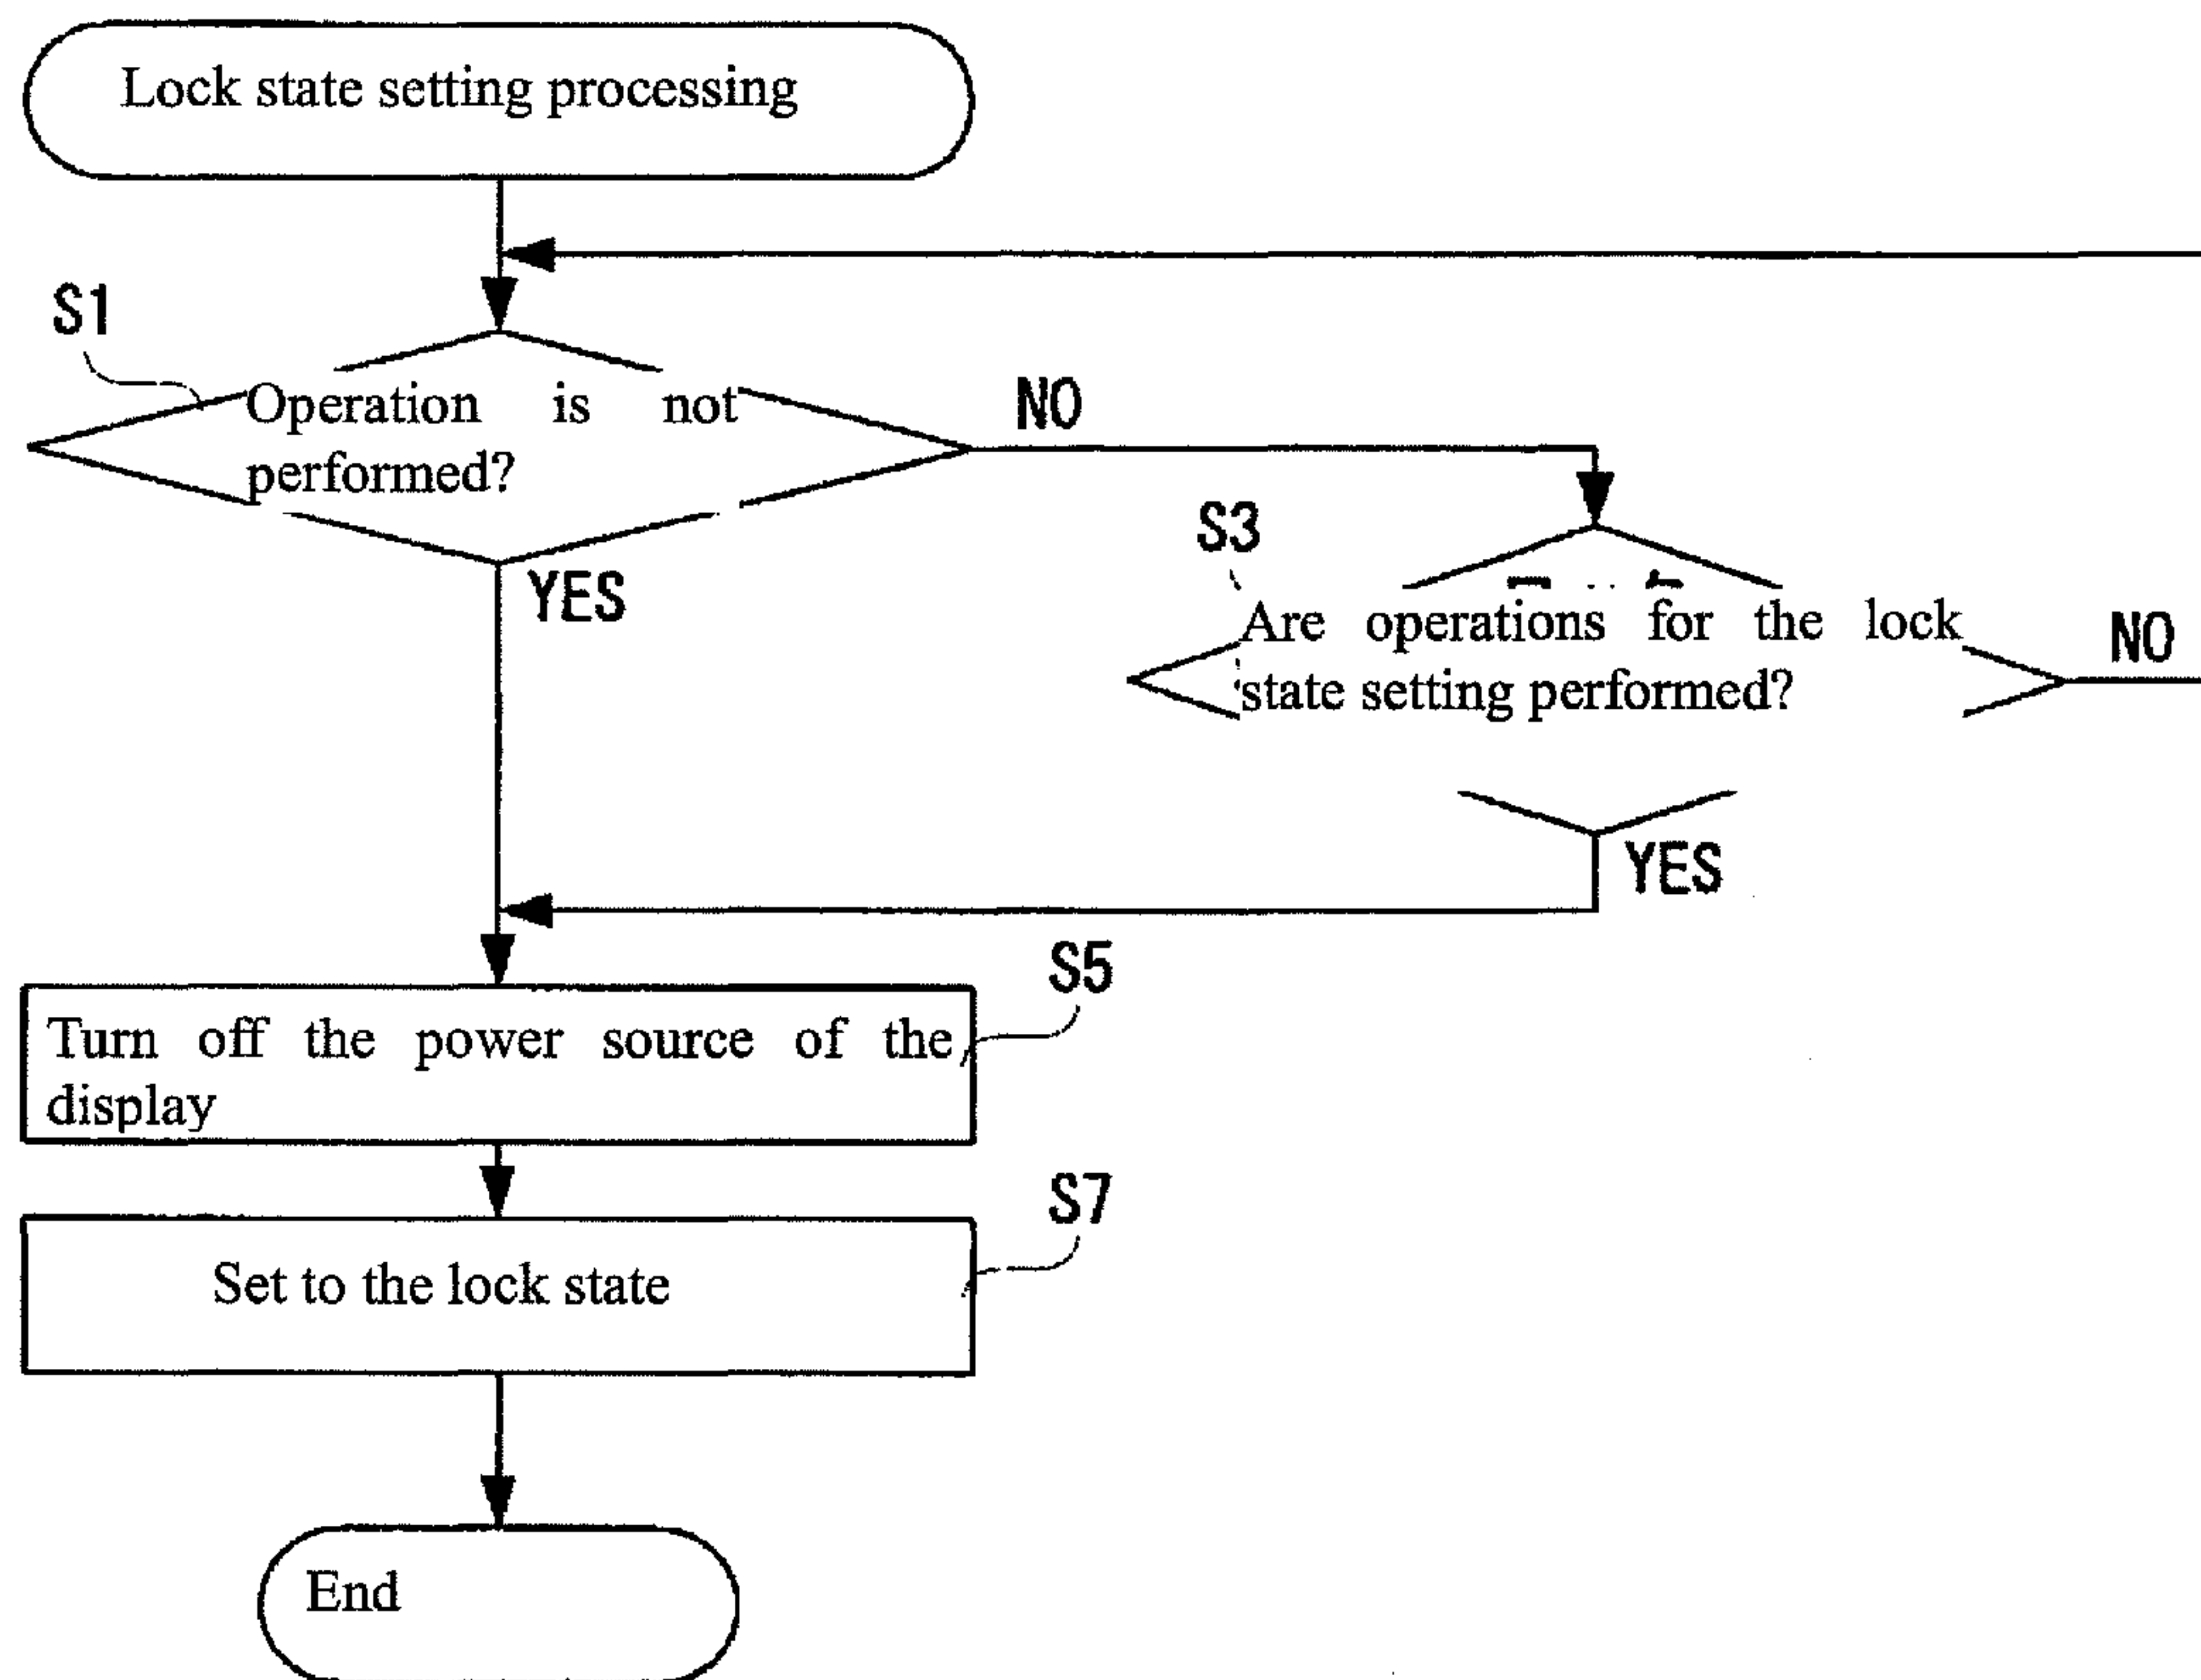 Lock state setting processing
S1
Operation is not
performed?
NO
YES
S3
Are operations for the lock
state setting performed?
NO
YES
S5
Turn off the power source of the
display
S7
Set to the lock state
End